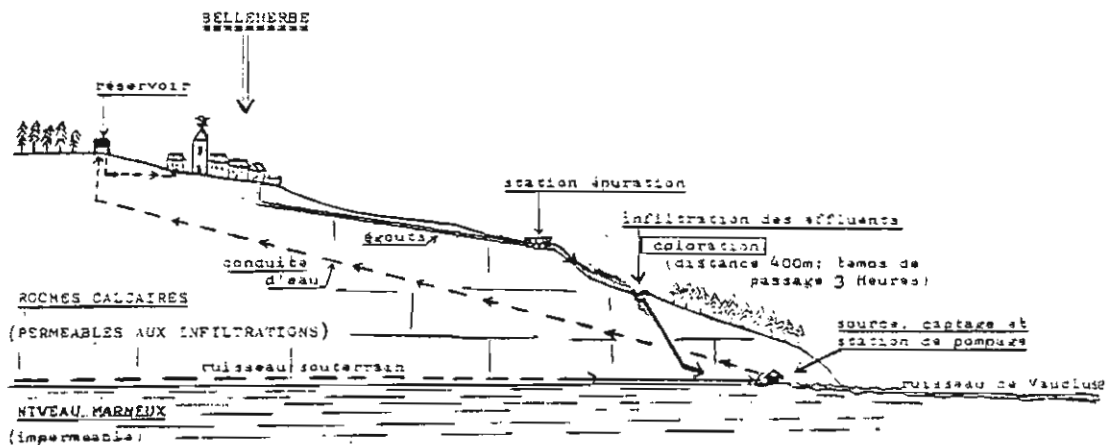 BELLEHERBE
réservoir
station épuration
infiltration des effluents
coloration
(distance 400m; temps de
passage 3 Heures)
égouts
conduite
d'eau
ROCHES CALCAIRES
(PERMEABLES AUX INFILTRATIONS)
source, captage et
station de pompage
ruisseau souterrain
ruisseau de Vaucluse
NIVEAU MARNEUX
(imperméable)